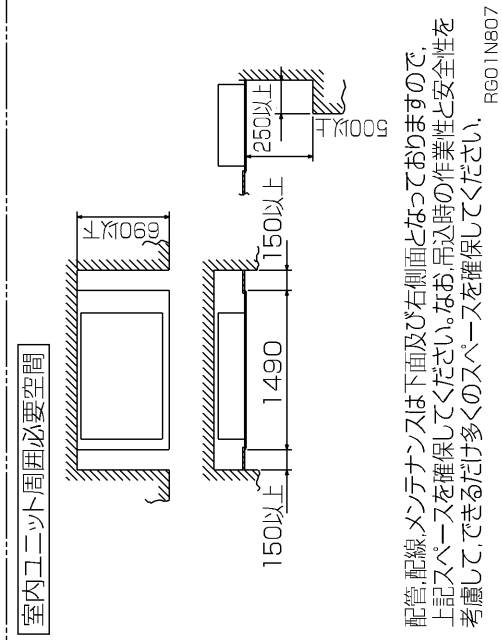 室内ユニット周囲必要空間
690以上
250以上
500以上
150以上
1490
150以上
配管,配線,メンテナンスは下面及び右側面となっておりますので,
上記スペースを確保してください。なお,吊込時の作業性と安全性を
考慮して,できるだけ多くのスペースを確保してください.
RG01N807